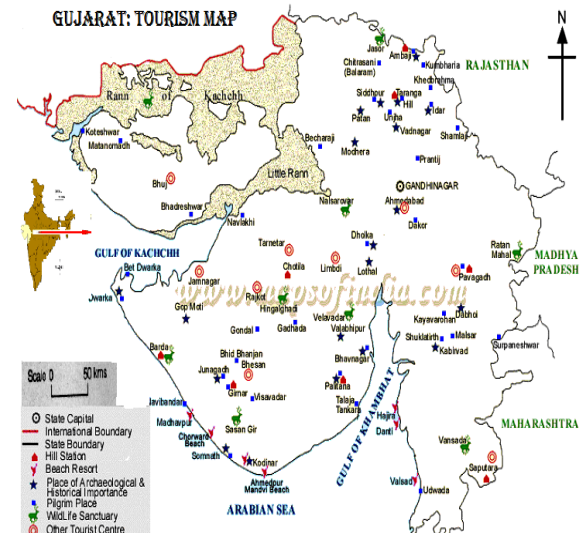 GUJARAT: TOURISM MAP
N
Jasor
Ambaji
Kumbharia
RAJASTHAN
Chitrasani
(Balaram)
Khedbrahma
Rann of Kachchh
Siddhpur
Taranga
Hill
Idar
Patan
Unjha
Vadnagar
Shamlaji
Koteshwar
Matanomadh
Becharaji
Modhera
Prantij
Little Rann
Bhuj
GANDHINAGAR
Nalsarovar
Ahmedabad
Bhadreshwar
Navlakhi
Dakor
Dholka
Ratan
Mahal
MADHYA
PRADESH
GULF OF KACHCHH
Tarnetar
Bet Dwarka
Chotila
Limbdi
Lothal
Pavagadh
Jamnagar
Rajkot
www.mapsofindia.com
Dwarka
Hingalghadi
Gop Moti
Velavadar
Kayavarohan
Dabhoi
Gondal
Gadhada
Valabhipur
Shuklatirth
Malsar
Surpaneshwar
Barda
Kabirvad
Bhid Bhanjan
Bhesan
Bhavnagar
Scale 0 50 kms
Junagadh
Girnar
Visavadar
Palitana
Javibandar
Talaja
Tankara
Hajira
Madhavpur
Sasan Gir
Danti
MAHARASHTRA
Chorward
Beach
GULF OF KHAMBHAT
Vansada
Somnath
Kodinar
Saputara
Ahmedpur
Mandvi Beach
Valsad
Udwada
ARABIAN SEA
State Capital
International Boundary
State Boundary
Hill Station
Beach Resort
Place of Archaeological &
Historical Importance
Pilgrim Place
WildLife Sanctuary
Other Tourist Centre